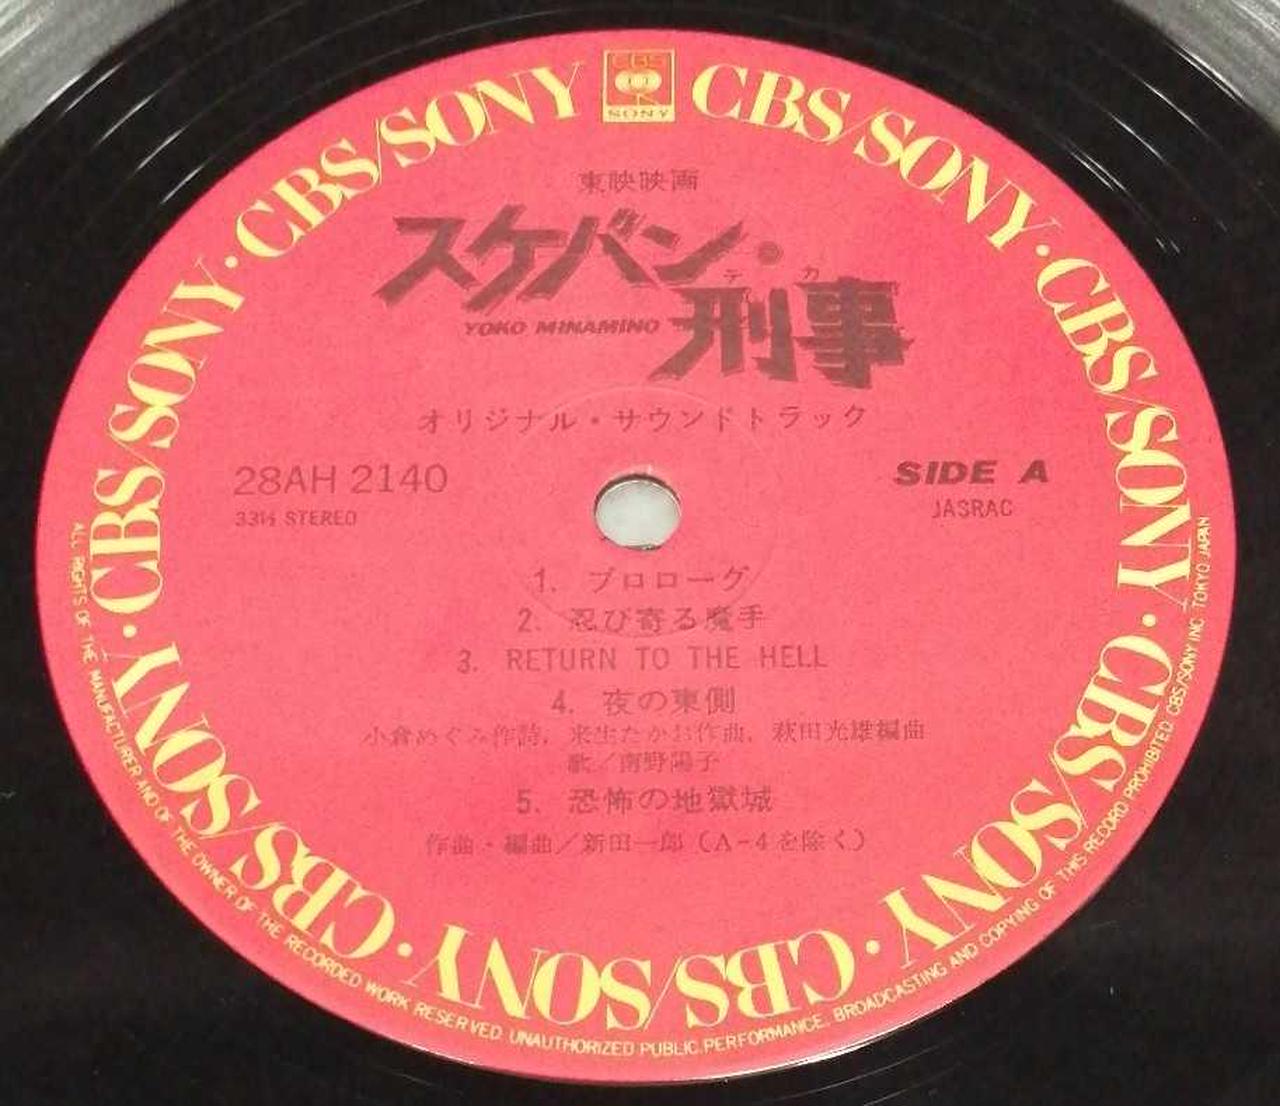 CBS/SONY · CBS/SONY · CBS/SONY · CBS/SONY · CBS/SONY · CBS/SONY · CBS/SONY · CBS/SONY
CBS
SONY
東映映画
スケバン・
デカ
刑事
YOKO MINAMINO
オリジナル・サウンドトラック
28AH 2140
SIDE A
33⅓ STEREO
JASRAC
1. プロローグ
2. 忍び寄る魔手
3. RETURN TO THE HELL
4. 夜の東側
小倉めぐみ作詩, 来生たかお作曲, 萩田光雄編曲
歌／南野陽子
5. 恐怖の地獄城
作曲・編曲／新田一郎（A-4を除く）
ALL RIGHTS OF THE MANUFACTURER AND OF THE OWNER OF THE RECORDED WORK RESERVED. UNAUTHORIZED PUBLIC PERFORMANCE, BROADCASTING AND COPYING OF THIS RECORD PROHIBITED CBS/SONY INC. TOKYO JAPAN